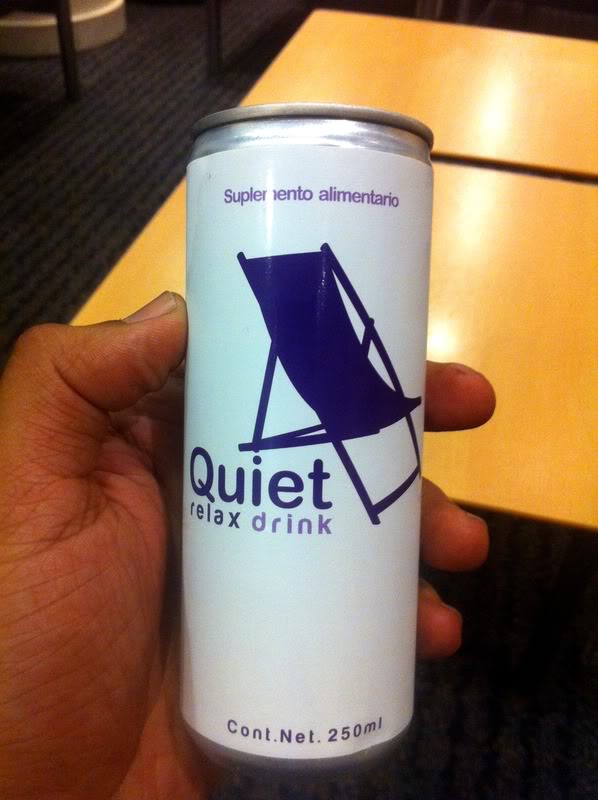 Suplemento alimentario
Quiet
relax drink
Cont.Net. 250ml